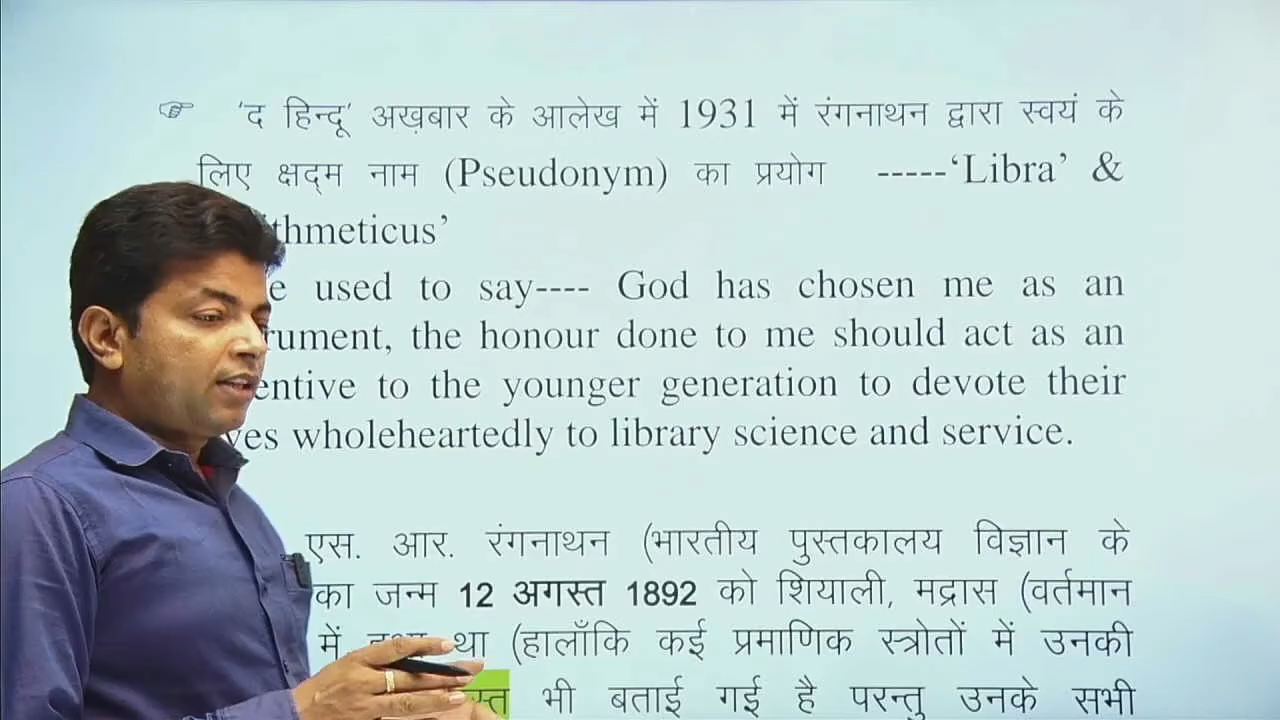 ☞ 'द हिन्दू' अख़बार के आलेख में 1931 में रंगनाथन द्वारा स्वयं के
लिए क्षद्म नाम (Pseudonym) का प्रयोग -----‘Libra’ &
thmeticus’
e used to say---- God has chosen me as an
rument, the honour done to me should act as an
entive to the younger generation to devote their
ves wholeheartedly to library science and service.
एस. आर. रंगनाथन (भारतीय पुस्तकालय विज्ञान के
का जन्म 12 अगस्त 1892 को शियाली, मद्रास (वर्तमान
में था (हालाँकि कई प्रमाणिक स्त्रोतों में उनकी
भी बताई गई है परन्तु उनके सभी